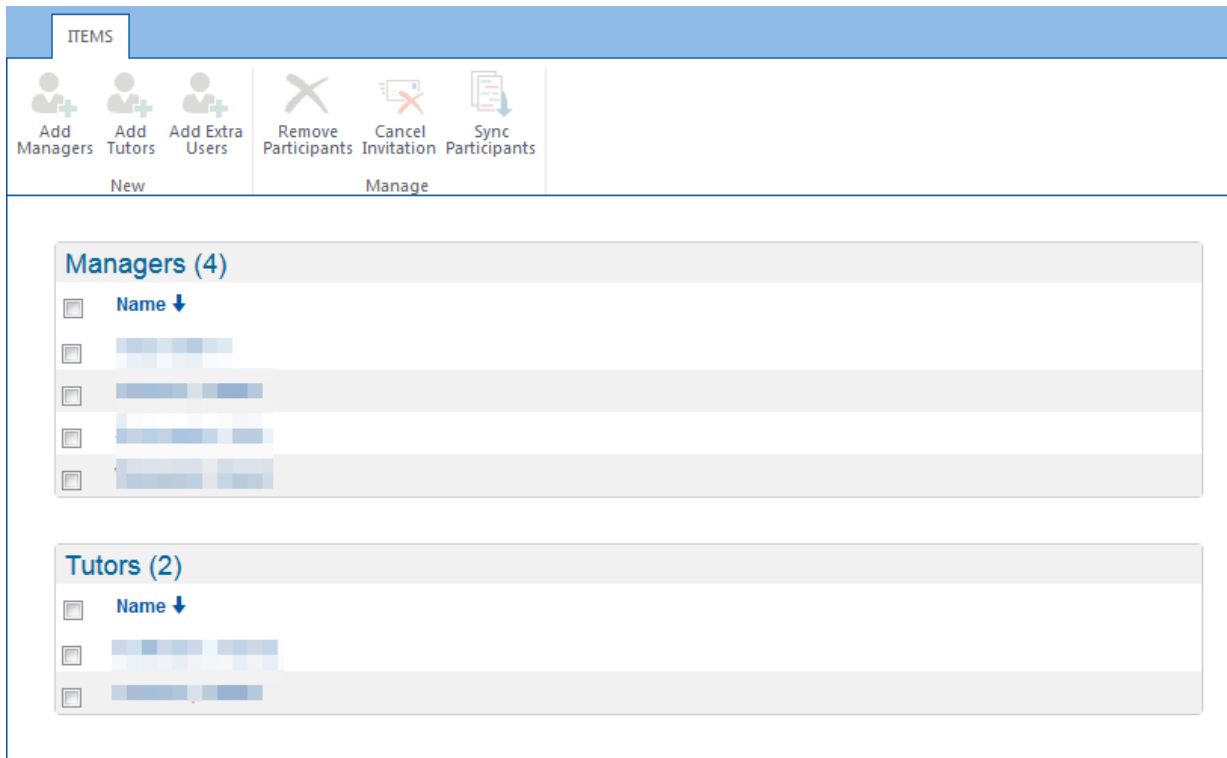 ITEMS
Add Managers
Add Tutors
Add Extra Users
Remove Participants
Cancel Invitation
Sync Participants
New
Manage
Managers (4)
Name
Tutors (2)
Name